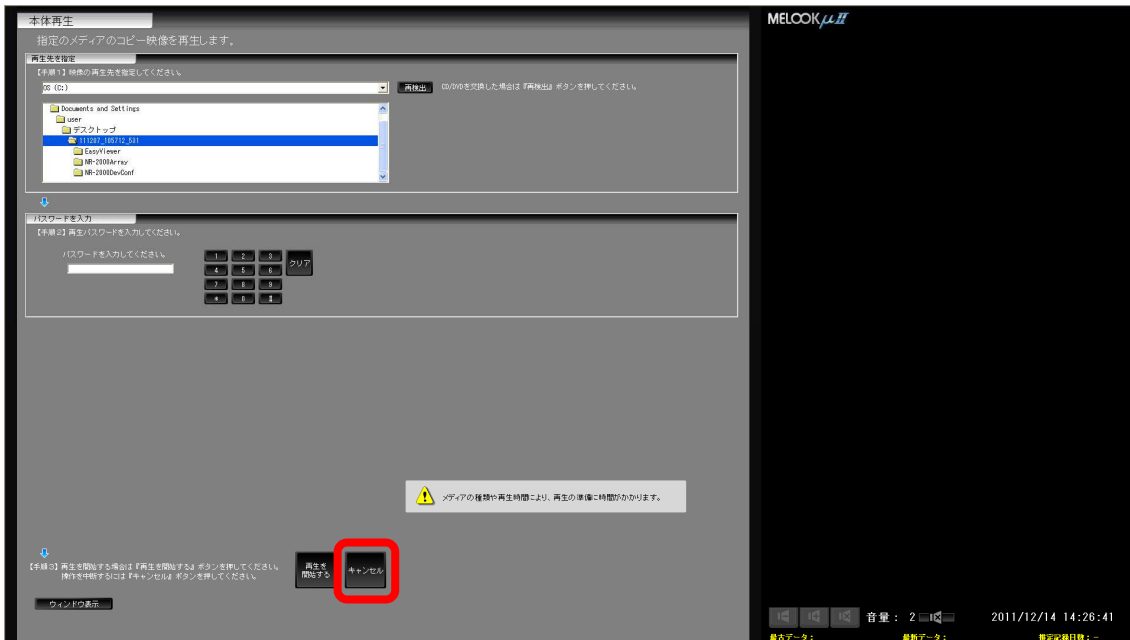 本体再生
MELOOKμⅡ
指定のメディアのコピー映像を再生します。
再生先を指定
【手順1】映像の再生先を指定してください。
OS (C:)
再検出
CD/DVDを交換した場合は『再検出』ボタンを押してください。
Documents and Settings
user
デスクトップ
111207_105712_531
EasyViewer
NR-2000Array
NR-2000DevConf
パスワードを入力
【手順2】再生パスワードを入力してください。
パスワードを入力してください。
1 2 3 クリア
4 5 6
7 8 9
* 0 #
メディアの種類や再生時間により、再生の準備に時間がかかります。
【手順3】再生を開始する場合は『再生を開始する』ボタンを押してください。
操作を中断するには『キャンセル』ボタンを押してください。
再生を
開始する
キャンセル
ウィンドウ表示
音量： 2
2011/12/14 14:26:41
最古データ：
最新データ：
指定記録日数：−